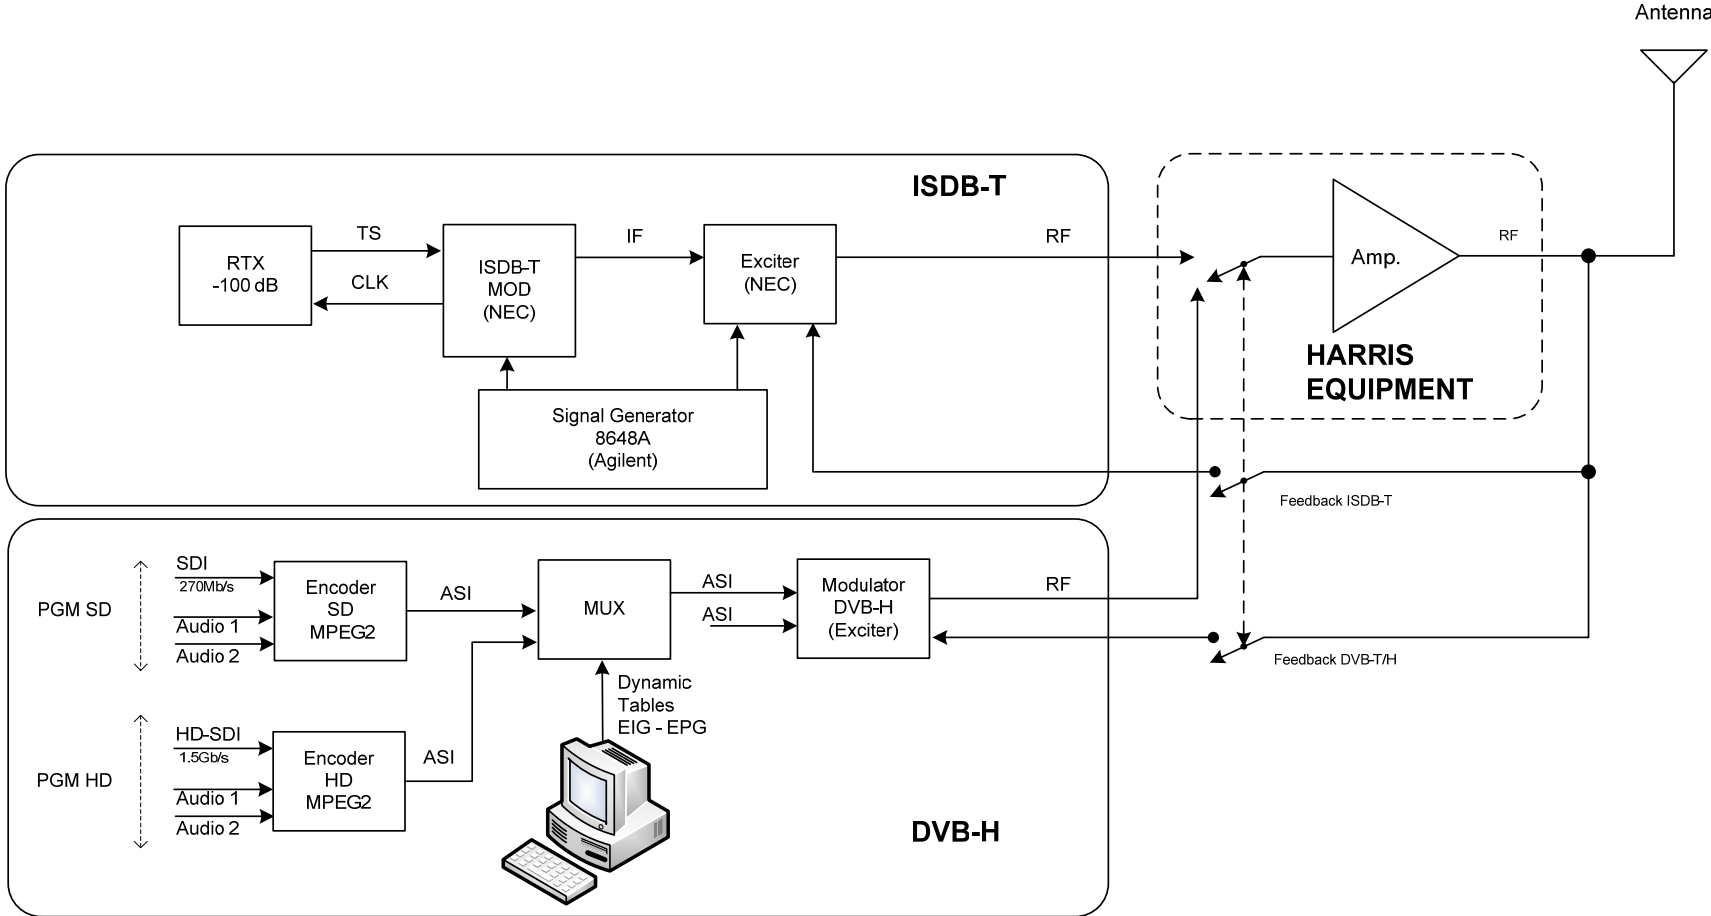 Antenna
ISDB-T
RTX
-100 dB
TS
CLK
ISDB-T
MOD
(NEC)
IF
Exciter
(NEC)
RF
Signal Generator
8648A
(Agilent)
Amp.
RF
HARRIS
EQUIPMENT
Feedback ISDB-T
PGM SD
SDI
270Mb/s
Audio 1
Audio 2
Encoder
SD
MPEG2
ASI
MUX
ASI
ASI
Modulator
DVB-H
(Exciter)
RF
Feedback DVB-T/H
Dynamic
Tables
EIG - EPG
PGM HD
HD-SDI
1.5Gb/s
Audio 1
Audio 2
Encoder
HD
MPEG2
ASI
DVB-H